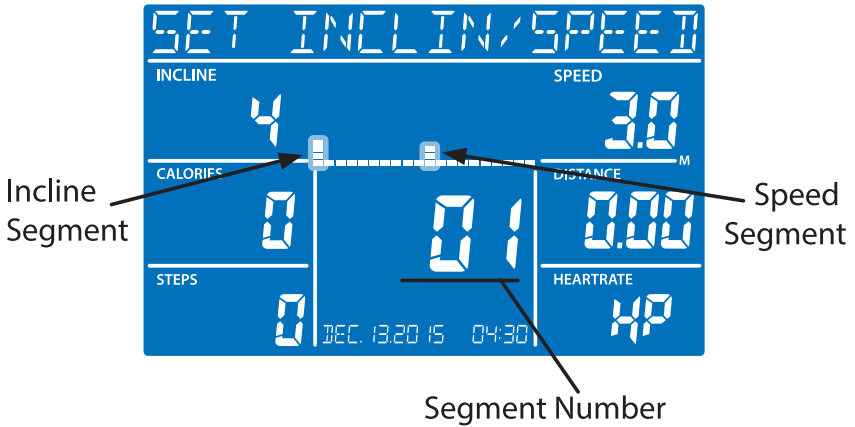 SET INCLIN/SPEED
INCLINE
SPEED
4
3.0
M
CALORIES
DISTANCE
Incline
Segment
Speed
Segment
0
01
0.00
STEPS
HEARTRATE
0
HP
DEC. 13.2015 04:30
Segment Number